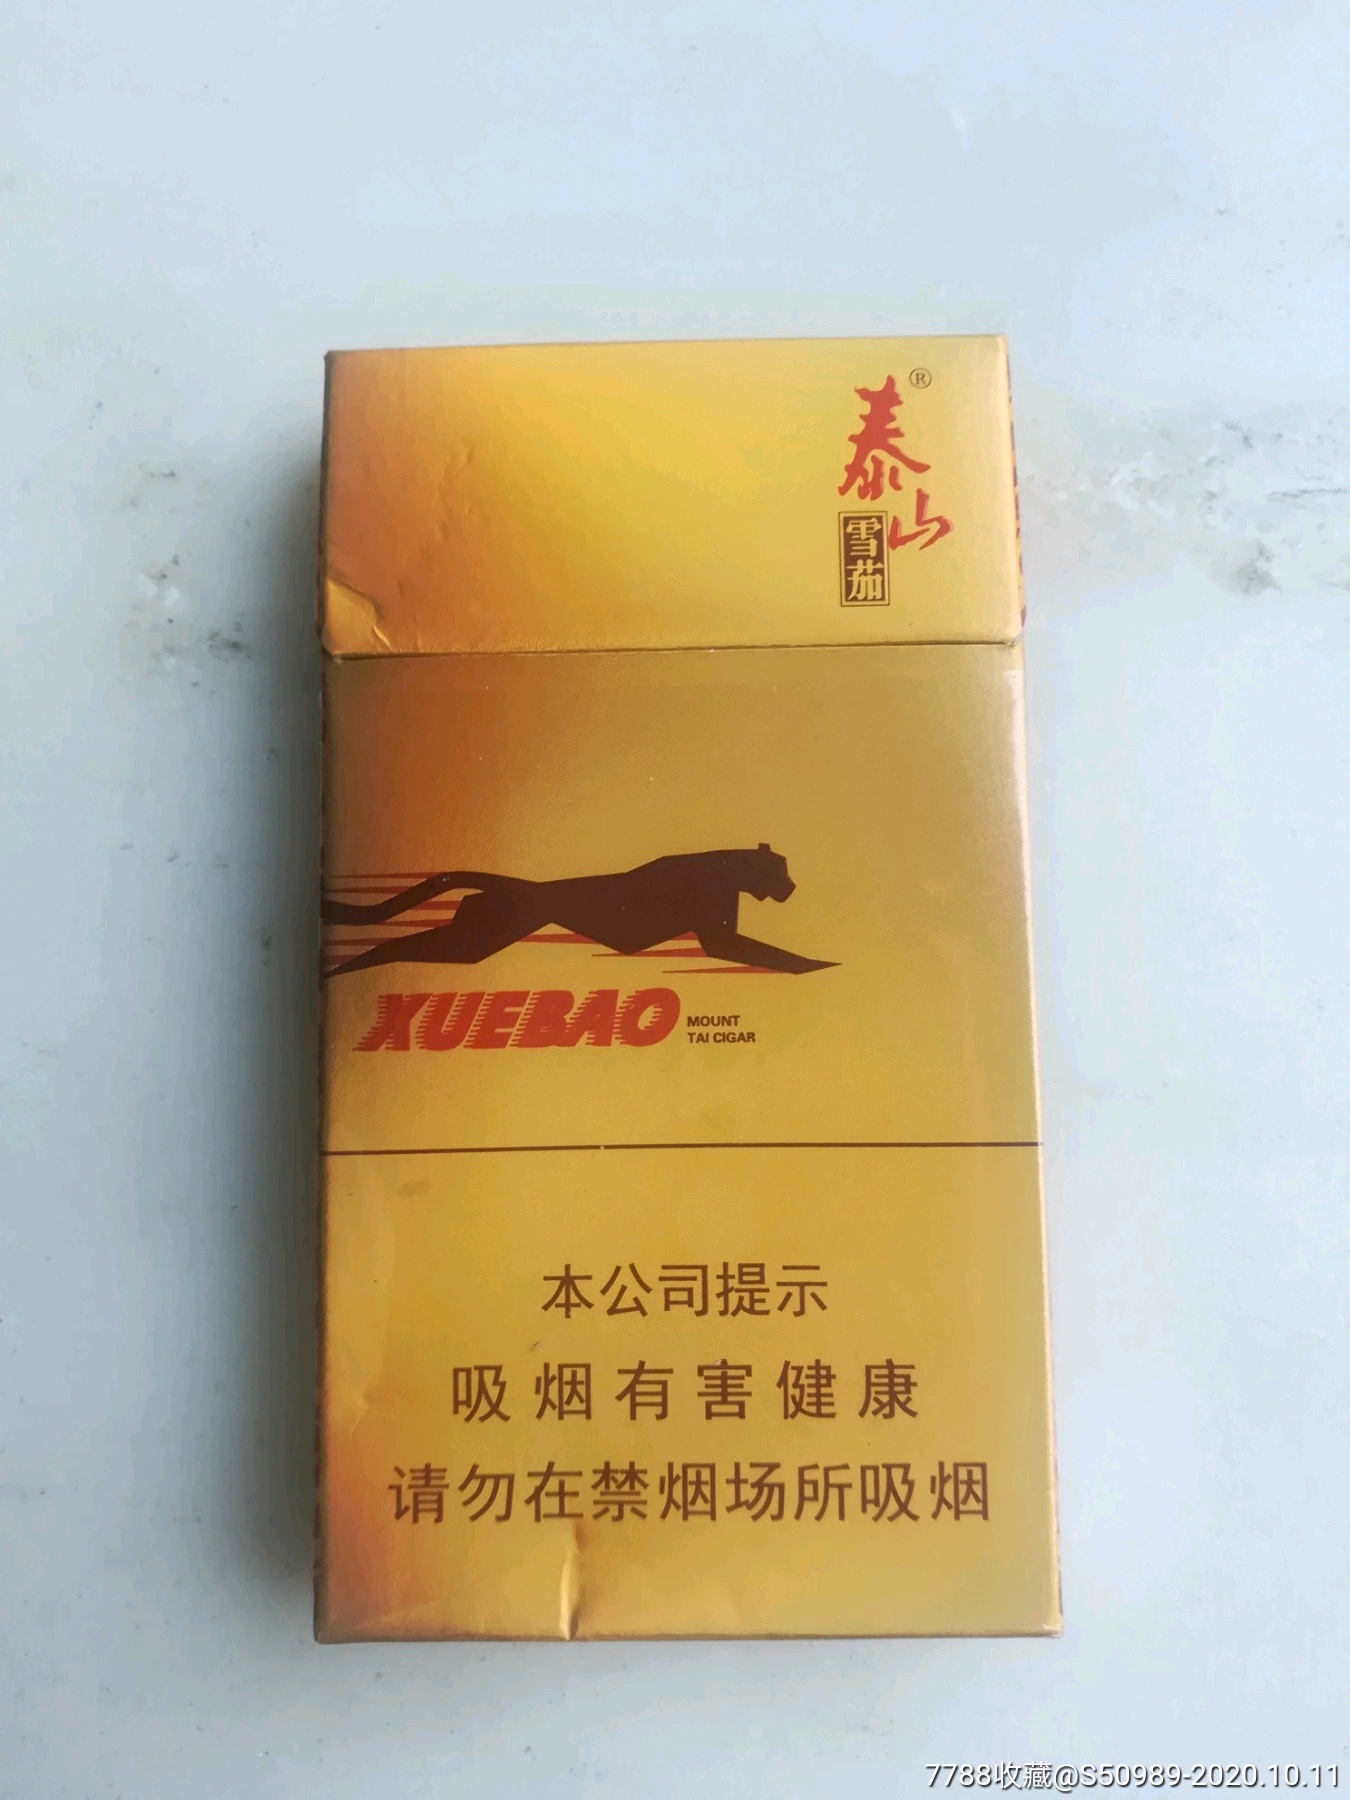 泰山®
雪茄
XUEBAO
MOUNT
TAI CIGAR
本公司提示
吸烟有害健康
请勿在禁烟场所吸烟
7788收藏@S50989-2020.10.11